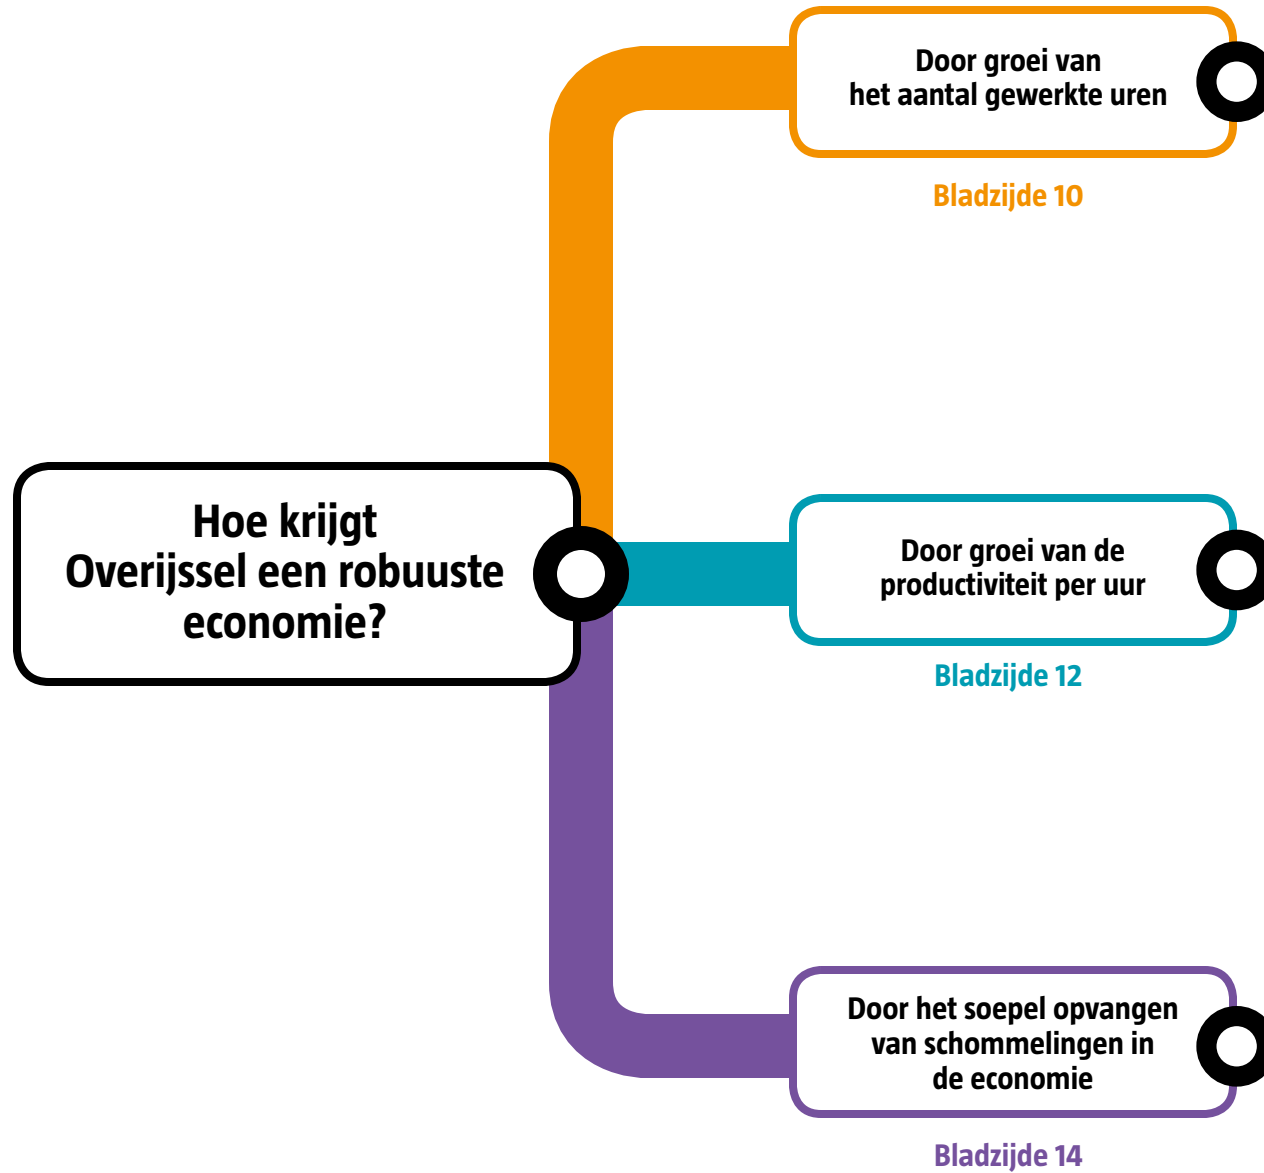 Door groei van
het aantal gewerkte uren
Bladzijde 10
Hoe krijgt
Overijssel een robuuste
economie?
Door groei van de
productiviteit per uur
Bladzijde 12
Door het soepel opvangen
van schommelingen in
de economie
Bladzijde 14